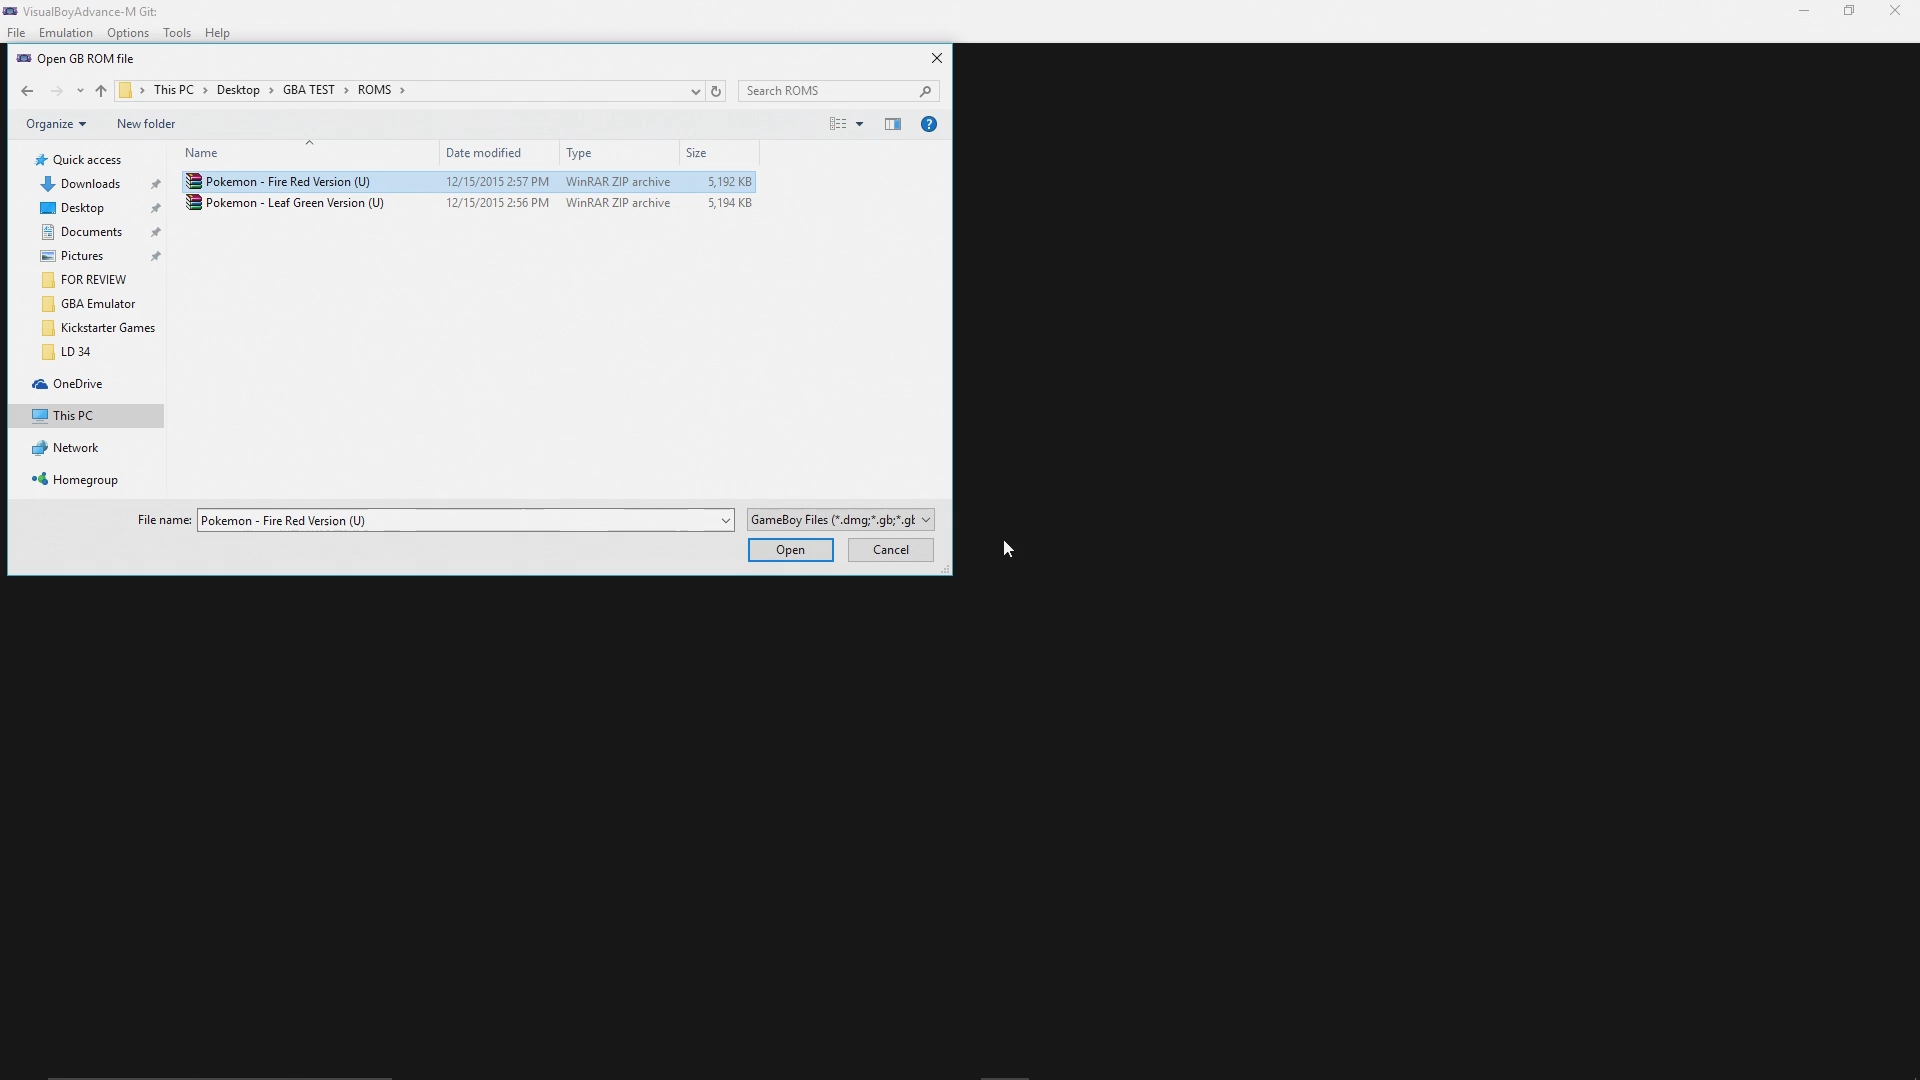 VisualBoyAdvance-M Git:
File Emulation Options Tools Help
Open GB ROM file
This PC Desktop GBA TEST ROMS
Search ROMS
Organize New folder
Name Date modified Type Size
Quick access
Downloads
Desktop
Documents
Pictures
FOR REVIEW
GBA Emulator
Kickstarter Games
LD 34
OneDrive
This PC
Network
Homegroup
Pokemon - Fire Red Version (U) 12/15/2015 2:57 PM WinRAR ZIP archive 5,192 KB
Pokemon - Leaf Green Version (U) 12/15/2015 2:56 PM WinRAR ZIP archive 5,194 KB
File name: Pokemon - Fire Red Version (U) GameBoy Files (*.dmg;*.gb;*.gb
Open Cancel